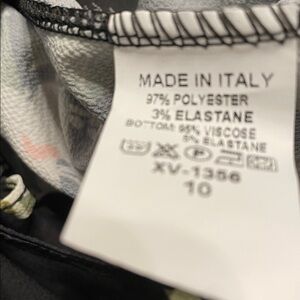 MADE IN ITALY
97% POLYESTER
3% ELASTANE
BOTTOM: 95% VISCOSE
5% ELASTANE
XV-1356
10